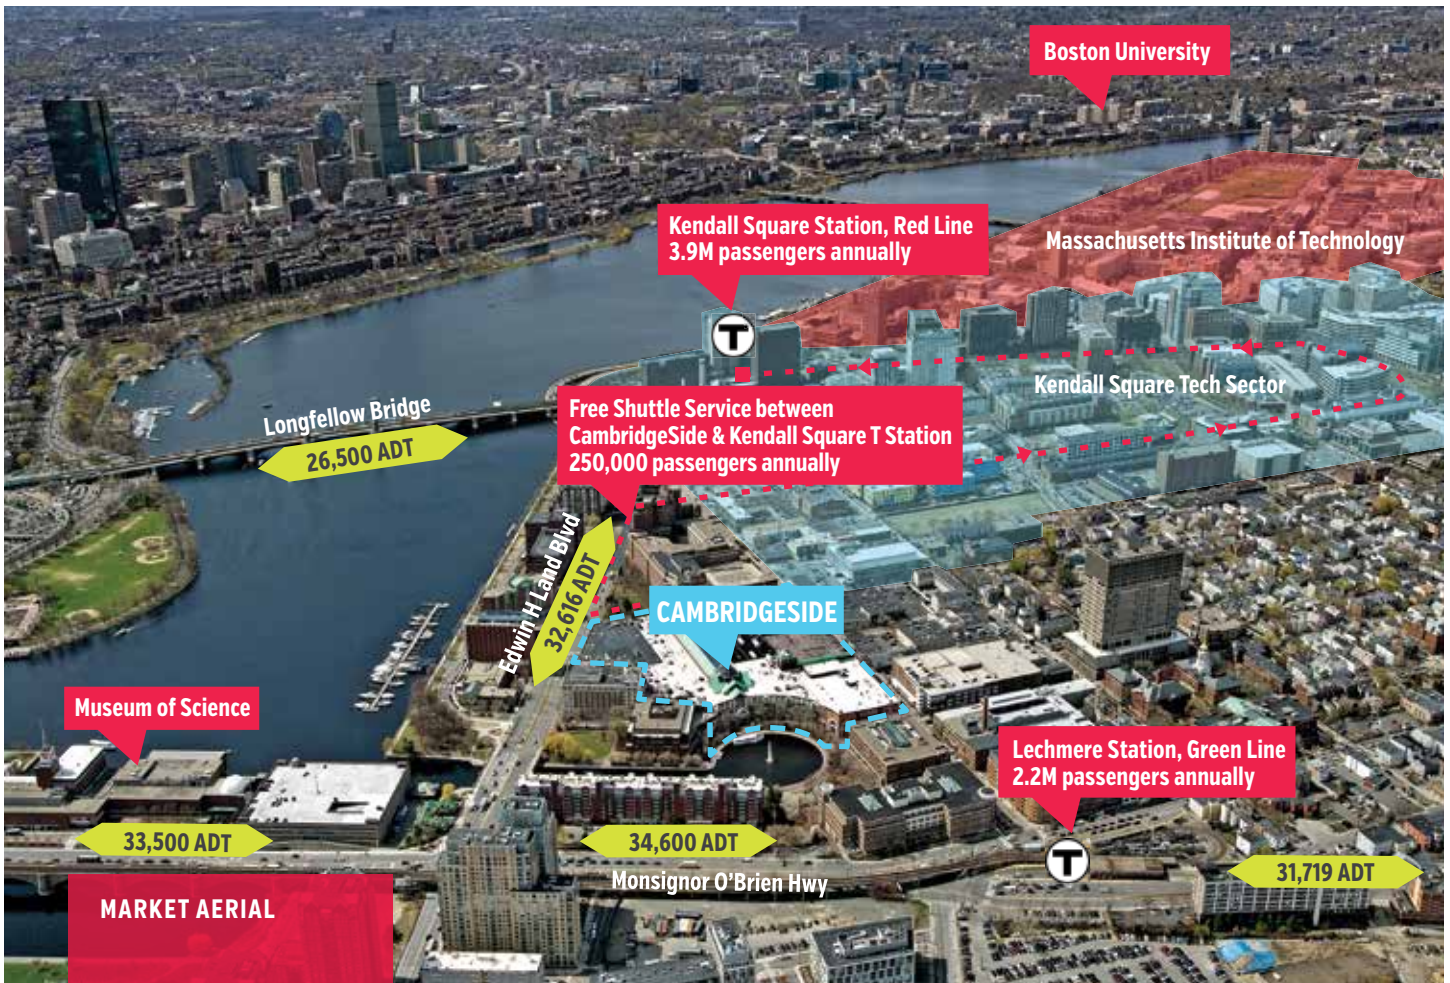 Boston University
Kendall Square Station, Red Line
3.9M passengers annually
Massachusetts Institute of Technology
T
Kendall Square Tech Sector
Longfellow Bridge
26,500 ADT
Free Shuttle Service between
CambridgeSide & Kendall Square T Station
250,000 passengers annually
Edwin H Land Blvd
32,616 ADT
CAMBRIDGESIDE
Museum of Science
Lechmere Station, Green Line
2.2M passengers annually
33,500 ADT
34,600 ADT
T
31,719 ADT
Monsignor O'Brien Hwy
MARKET AERIAL